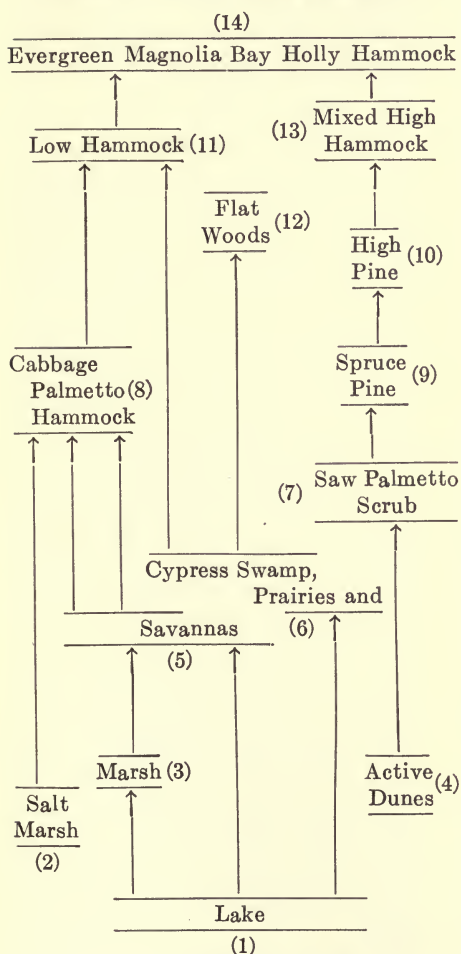 (14)
Evergreen Magnolia Bay Holly Hammock
Low Hammock (11)
(13) Mixed High
Hammock
Flat
Woods (12)
High
Pine (10)
Cabbage
Palmetto (8)
Hammock
Spruce
Pine (9)
(7) Saw Palmetto
Scrub
Cypress Swamp,
Prairies and
(6)
Savannas
(5)
Marsh (3)
Salt
Marsh
(2)
Active
Dunes (4)
Lake
(1)